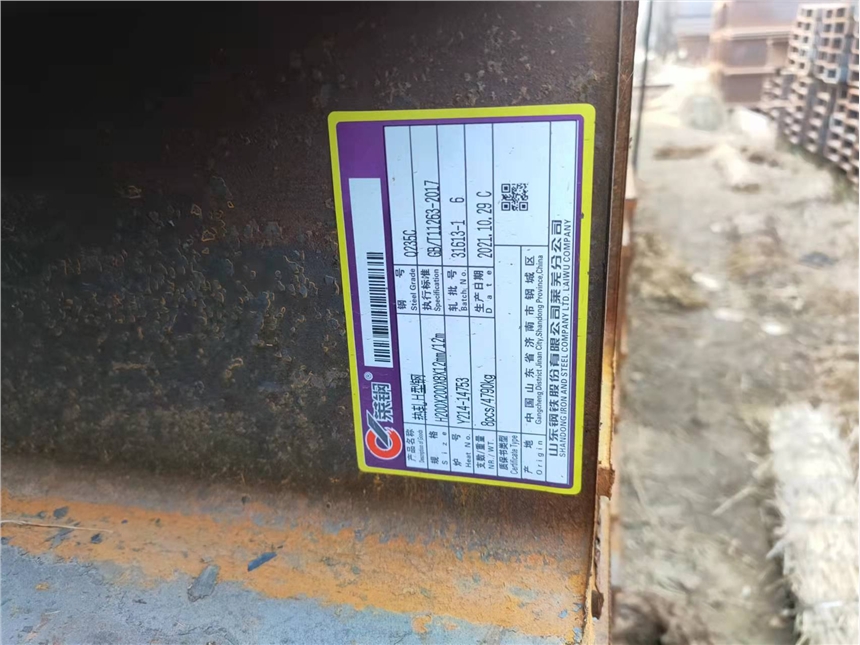 莱钢®
产品名称 热轧H型钢 钢号 Q235C
Description of Goods Steel Grade
规格 H200X200X8X12mm/12m 执行标准 GB/T11263-2017
Size Specification
炉号 Y214-14753 轧批号 31613-1 6
Heat No. Batch. No.
支数/重量 8pcs/4790kg 生产日期 2021.10.29 C
NR./WT. Date
质保书类型
Certificate Type
产地 中国山东省济南市钢城区
Origin Gangcheng District Jinan City,Shandong Province,China
山东钢铁股份有限公司莱芜分公司
SHANDONG IRON AND STEEL COMPANY LTD. LAIWU COMPANY